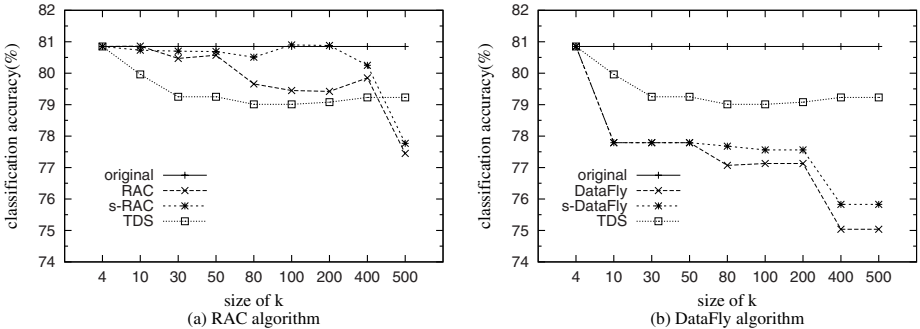 82
81
80
79
78
77
76
75
74
classification accuracy(%)
original
RAC
s-RAC
TDS
4 10 30 50 80 100 200 400 500
size of k
(a) RAC algorithm
82
81
80
79
78
77
76
75
74
classification accuracy(%)
original
DataFly
s-DataFly
TDS
4 10 30 50 80 100 200 400 500
size of k
(b) DataFly algorithm